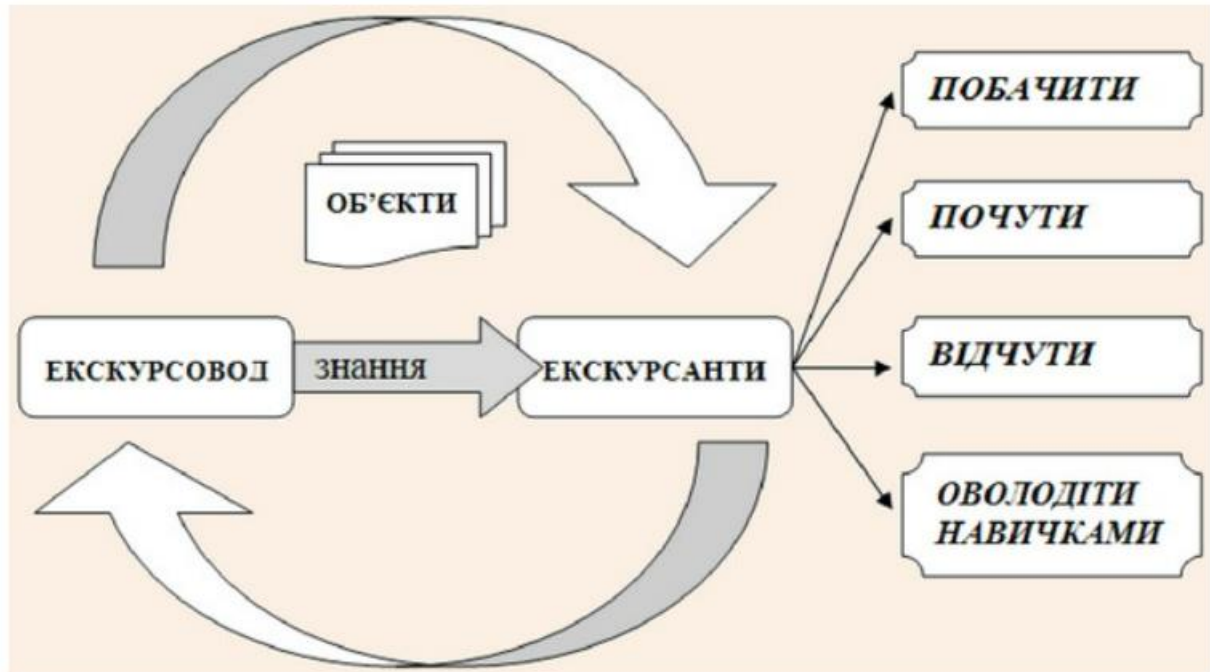 ОБ’ЄКТИ
ЕКСКУРСОВОД
знання
ЕКСКУРСАНТИ
ПОБАЧИТИ
ПОЧУТИ
ВІДЧУТИ
ОВОЛОДІТИ
НАВИЧКАМИ